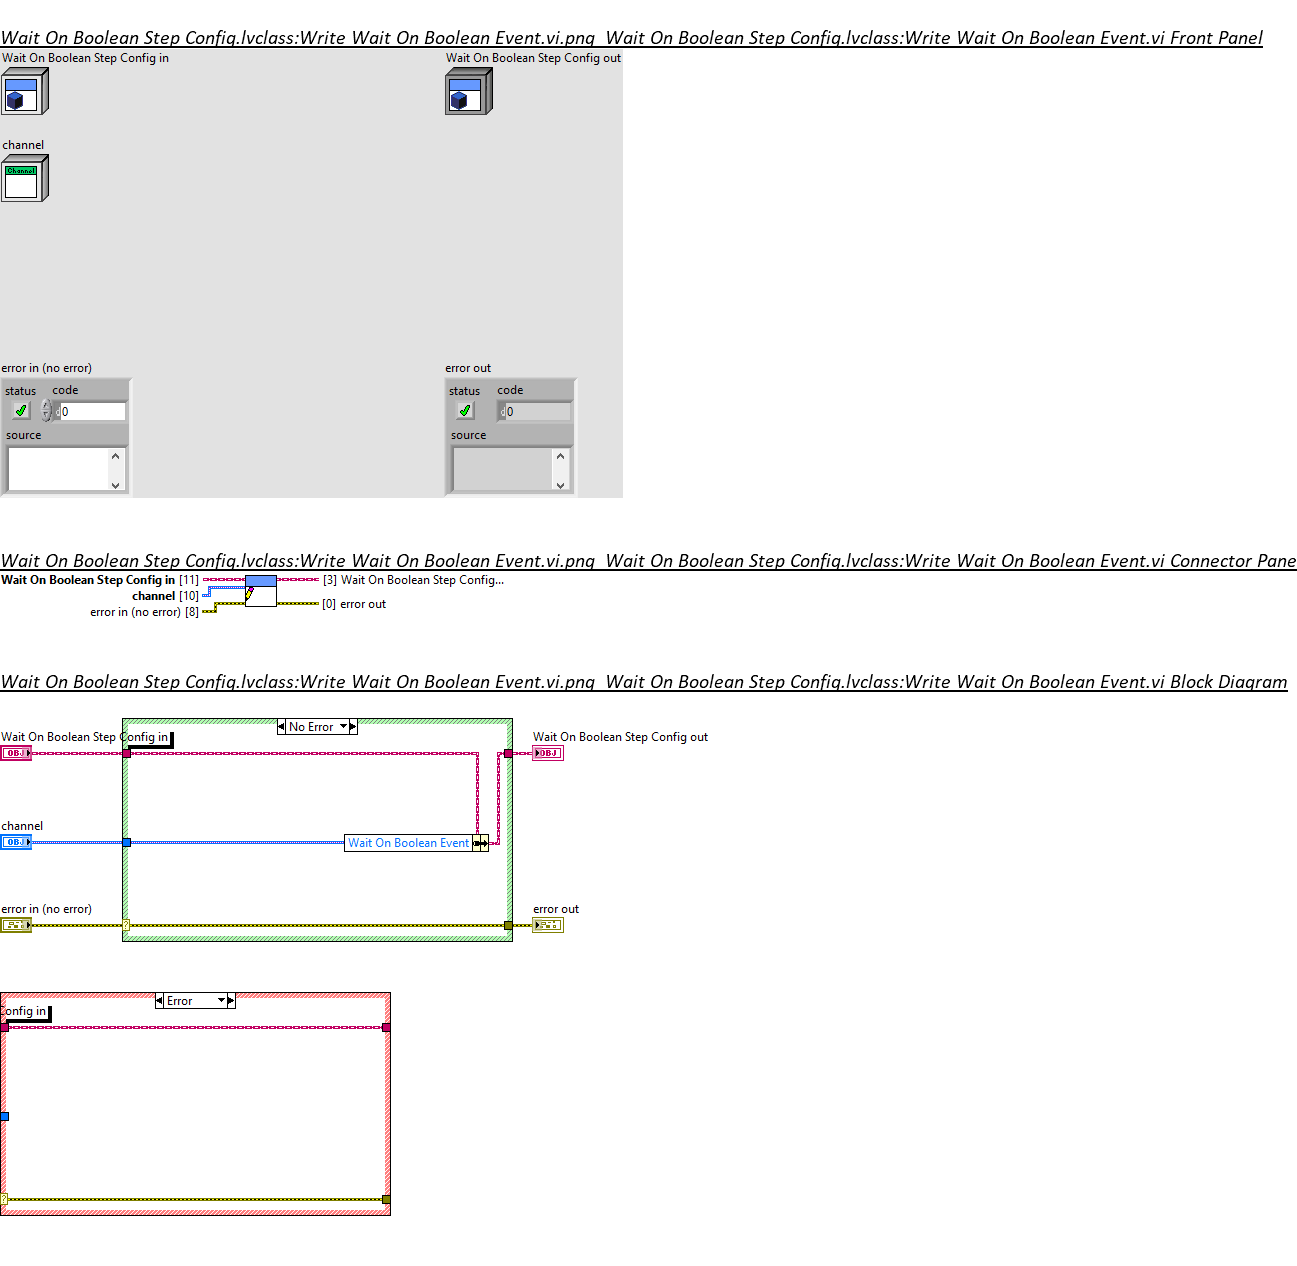 Wait On Boolean Step Config.lvclass:Write Wait On Boolean Event.vi.png  Wait On Boolean Step Config.lvclass:Write Wait On Boolean Event.vi Front Panel
Wait On Boolean Step Config in
Wait On Boolean Step Config out
channel
Channel
error in (no error)
error out
status code
status code
d 0
d 0
source
source
Wait On Boolean Step Config.lvclass:Write Wait On Boolean Event.vi.png  Wait On Boolean Step Config.lvclass:Write Wait On Boolean Event.vi Connector Pane
Wait On Boolean Step Config in [11]
[3] Wait On Boolean Step Config...
channel [10]
[0] error out
error in (no error) [8]
Wait On Boolean Step Config.lvclass:Write Wait On Boolean Event.vi.png  Wait On Boolean Step Config.lvclass:Write Wait On Boolean Event.vi Block Diagram
No Error
Wait On Boolean Step Config in
Wait On Boolean Step Config out
OBJ
OBJ
channel
OBJ
Wait On Boolean Event
error in (no error)
error out
?
Error
Config in
?